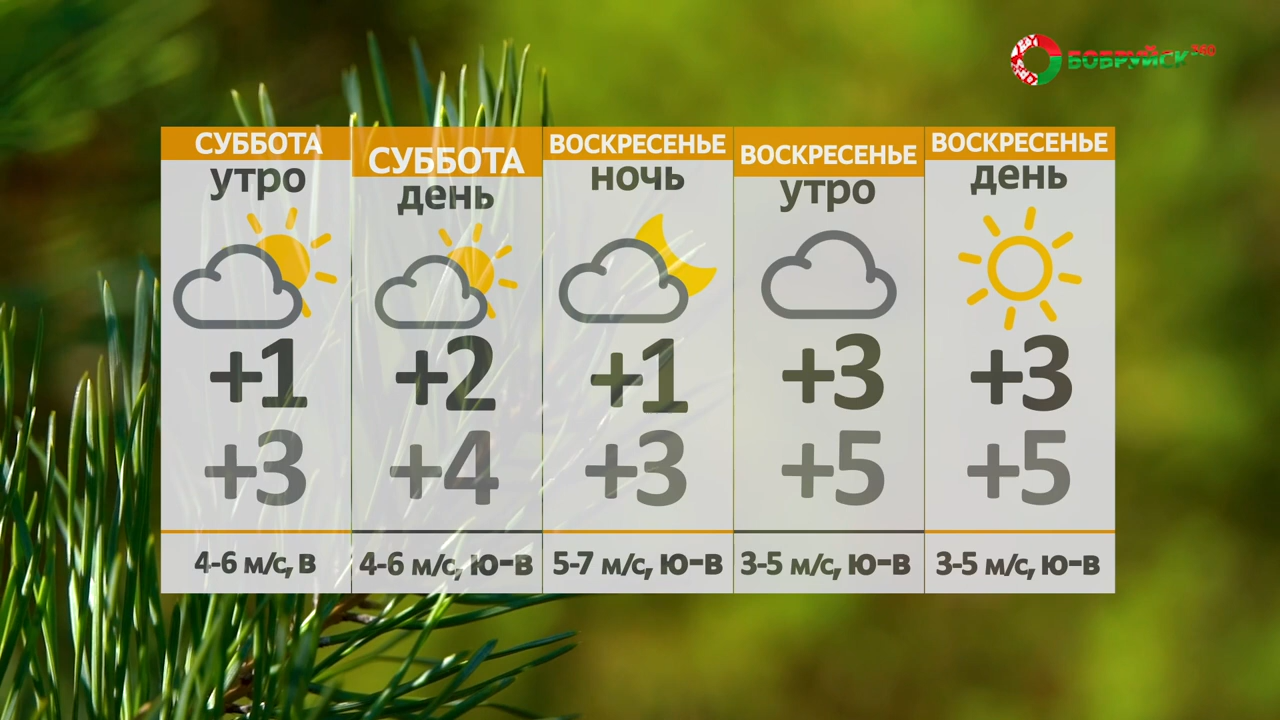 БОБРУЙСК360
СУББОТА
утро
+1
+3
4-6 м/с, в
СУББОТА
день
+2
+4
4-6 м/с, ю-в
ВОСКРЕСЕНЬЕ
ночь
+1
+3
5-7 м/с, ю-в
ВОСКРЕСЕНЬЕ
утро
+3
+5
3-5 м/с, ю-в
ВОСКРЕСЕНЬЕ
день
+3
+5
3-5 м/с, ю-в